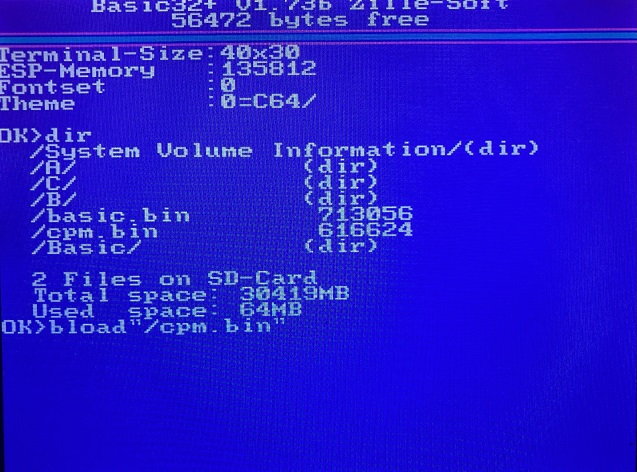 Basic32+ V1.73b Zille-Soft
56472 bytes free
Terminal-Size:40x30
ESP-Memory :135812
Fontset :0
Theme :0=C64/
OK>dir
/System Volume Information/(dir)
/A/ (dir)
/C/ (dir)
/B/ (dir)
/basic.bin 713056
/cpm.bin 616624
/Basic/ (dir)
2 Files on SD-Card
Total space: 30419MB
Used space: 64MB
OK>bload"/cpm.bin"